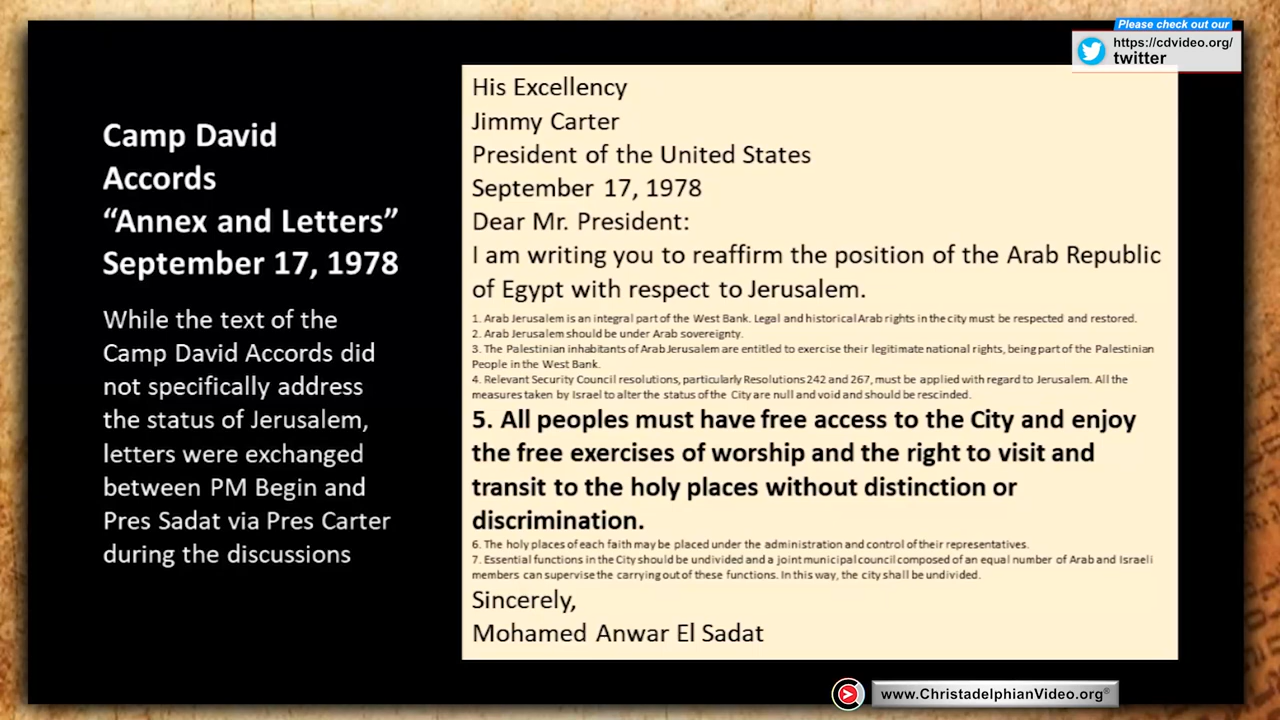 Please check out our
https://cdvideo.org/
twitter
Camp David
Accords
“Annex and Letters”
September 17, 1978
While the text of the
Camp David Accords did
not specifically address
the status of Jerusalem,
letters were exchanged
between PM Begin and
Pres Sadat via Pres Carter
during the discussions
His Excellency
Jimmy Carter
President of the United States
September 17, 1978
Dear Mr. President:
I am writing you to reaffirm the position of the Arab Republic
of Egypt with respect to Jerusalem.
1. Arab Jerusalem is an integral part of the West Bank. Legal and historical Arab rights in the city must be respected and restored.
2. Arab Jerusalem should be under Arab sovereignty.
3. The Palestinian inhabitants of Arab Jerusalem are entitled to exercise their legitimate national rights, being part of the Palestinian
People in the West Bank.
4. Relevant Security Council resolutions, particularly Resolutions 242 and 267, must be applied with regard to Jerusalem. All the
measures taken by Israel to alter the status of the City are null and void and should be rescinded.
5. All peoples must have free access to the City and enjoy
the free exercises of worship and the right to visit and
transit to the holy places without distinction or
discrimination.
6. The holy places of each faith may be placed under the administration and control of their representatives.
7. Essential functions in the City should be undivided and a joint municipal council composed of an equal number of Arab and Israeli
members can supervise the carrying out of these functions. In this way, the city shall be undivided.
Sincerely,
Mohamed Anwar El Sadat
www.ChristadelphianVideo.org®